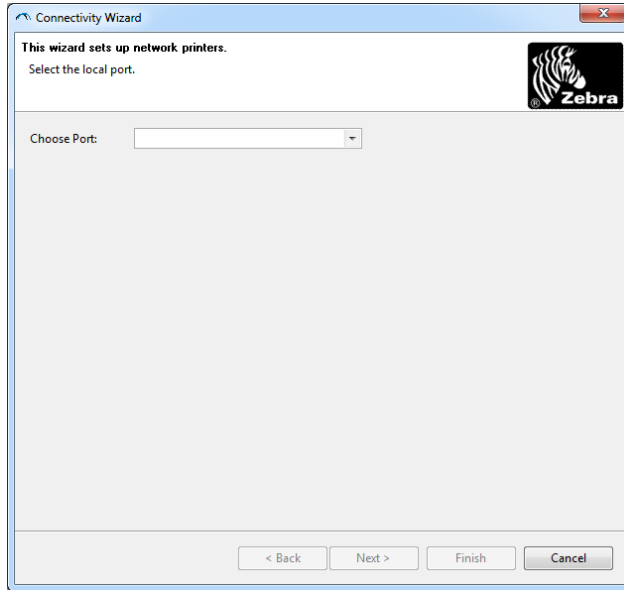 Connectivity Wizard
This wizard sets up network printers.
Select the local port.
® Zebra
Choose Port:
< Back Next > Finish Cancel